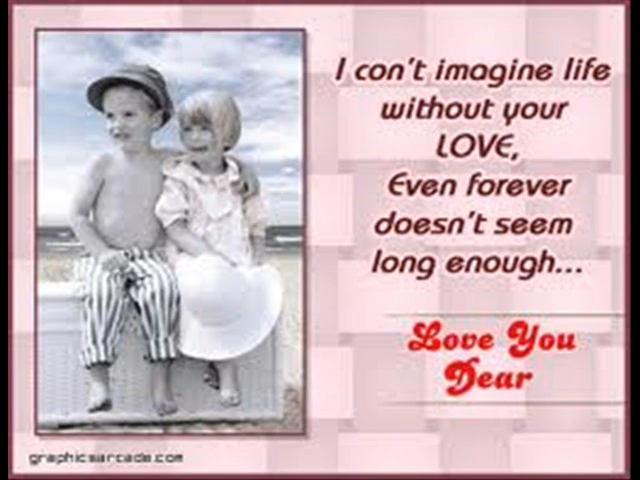 I can't imagine life
without your
LOVE,
Even forever
doesn't seem
long enough...
Love You
Dear
graphicsarcade.com